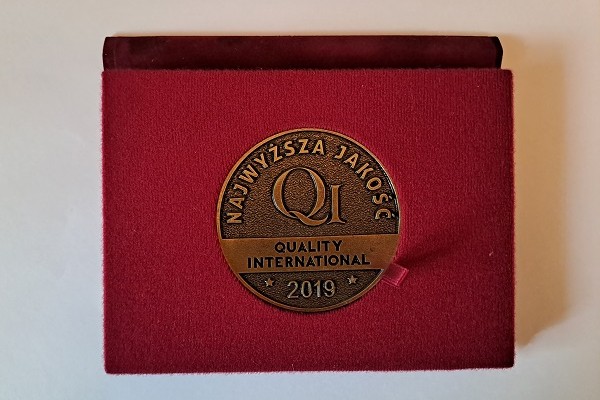 NAJWYŻSZA JAKOŚĆ
QI
QUALITY
INTERNATIONAL
2019